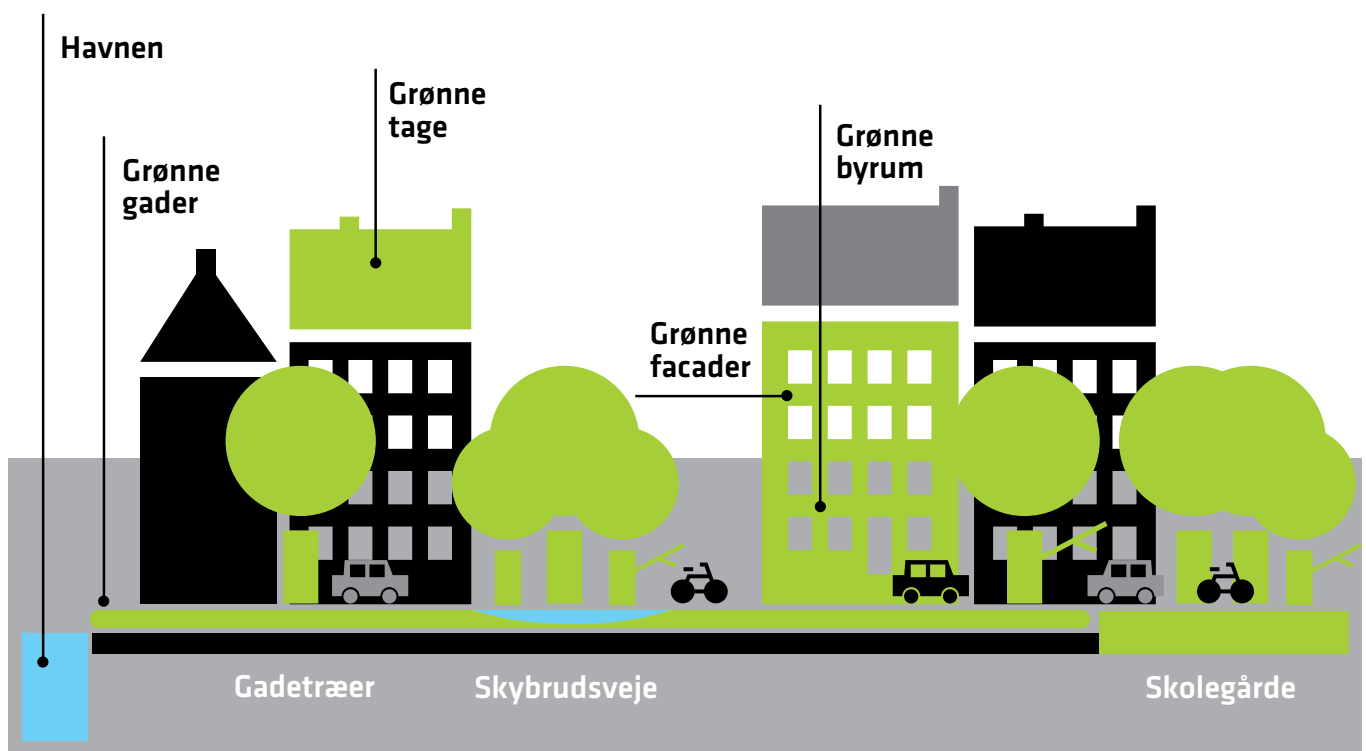 Havnen
Grønne
tage
Grønne
byrum
Grønne
gader
Grønne
facader
Gadetræer
Skybrudsveje
Skolegårde